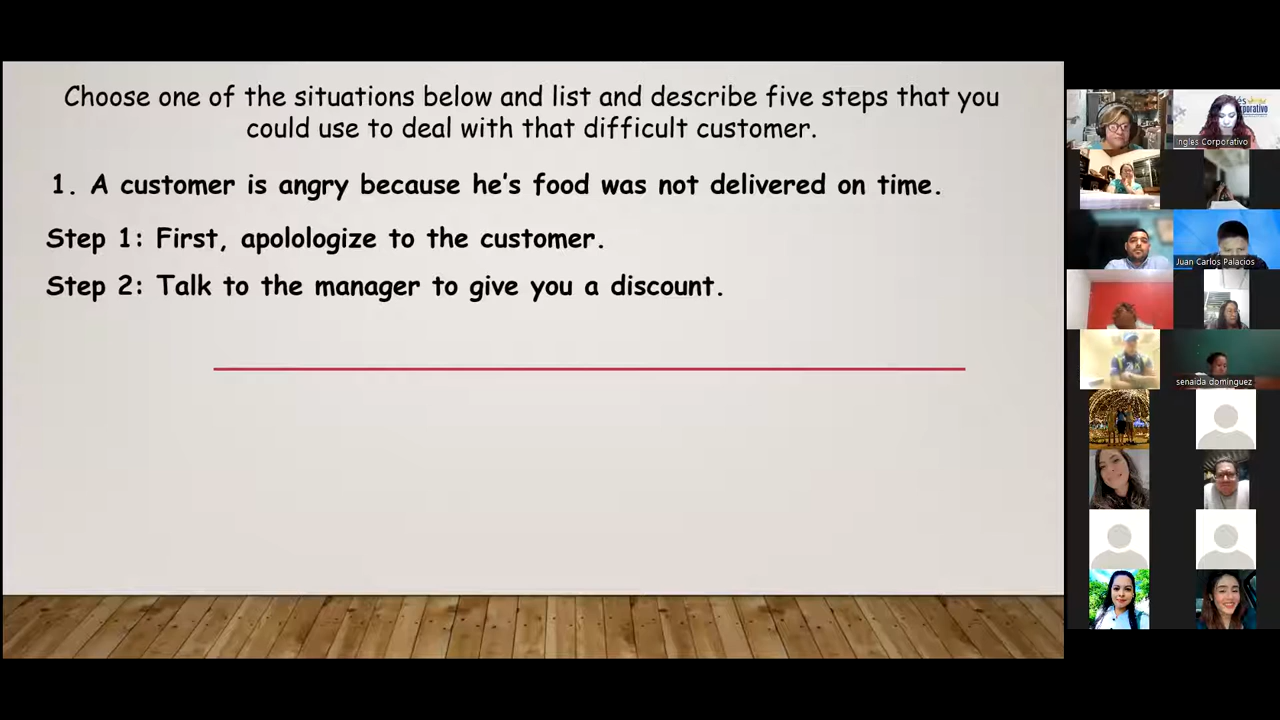 Choose one of the situations below and list and describe five steps that you
could use to deal with that difficult customer.
1. A customer is angry because he's food was not delivered on time.
Step 1: First, apolologize to the customer.
Step 2: Talk to the manager to give you a discount.
Ingles Corporativo
Juan Carlos Palacios
senaida dominguez